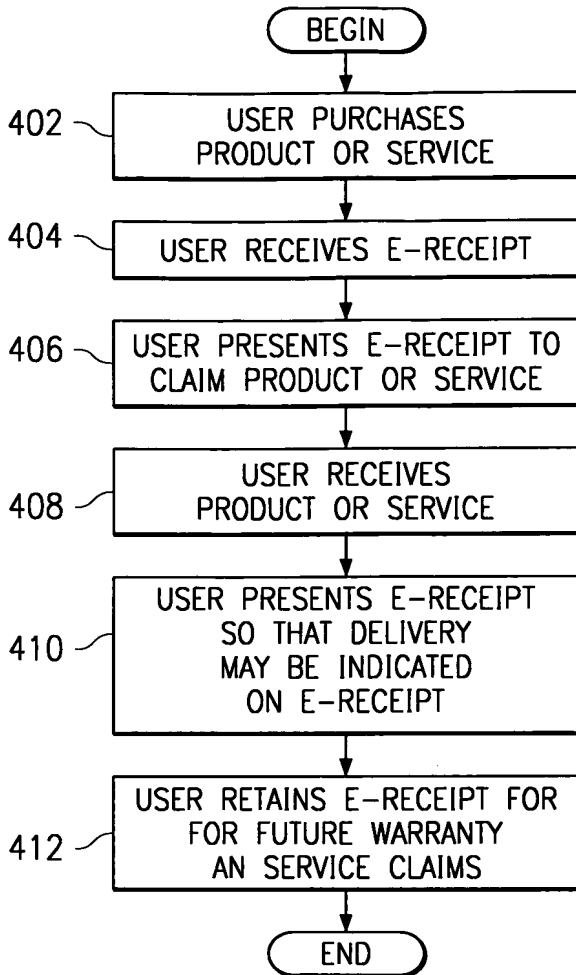 BEGIN
402
USER PURCHASES
PRODUCT OR SERVICE
404
USER RECEIVES E-RECEIPT
406
USER PRESENTS E-RECEIPT TO
CLAIM PRODUCT OR SERVICE
408
USER RECEIVES
PRODUCT OR SERVICE
410
USER PRESENTS E-RECEIPT
SO THAT DELIVERY
MAY BE INDICATED
ON E-RECEIPT
412
USER RETAINS E-RECEIPT FOR
FOR FUTURE WARRANTY
AN SERVICE CLAIMS
END